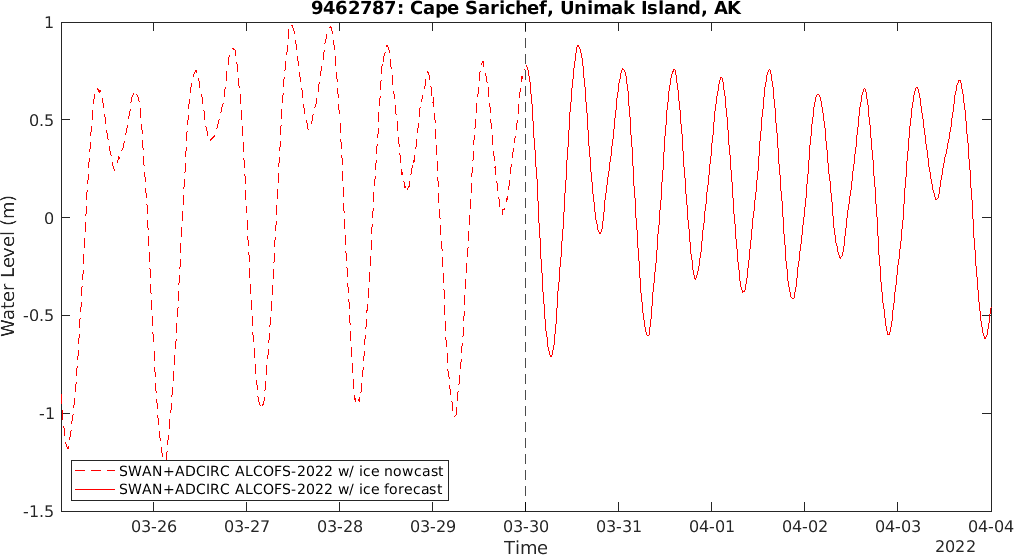 9462787: Cape Sarichef, Unimak Island, AK
1
0.5
0
-0.5
-1
-1.5
Water Level (m)
SWAN+ADCIRC ALCOFS-2022 w/ ice nowcast
SWAN+ADCIRC ALCOFS-2022 w/ ice forecast
03-26 03-27 03-28 03-29 03-30 03-31 04-01 04-02 04-03 04-04
Time
2022